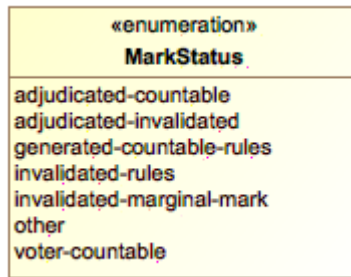 «enumeration»
MarkStatus
adjudicated-countable
adjudicated-invalidated
generated-countable-rules
invalidated-rules
invalidated-marginal-mark
other
voter-countable